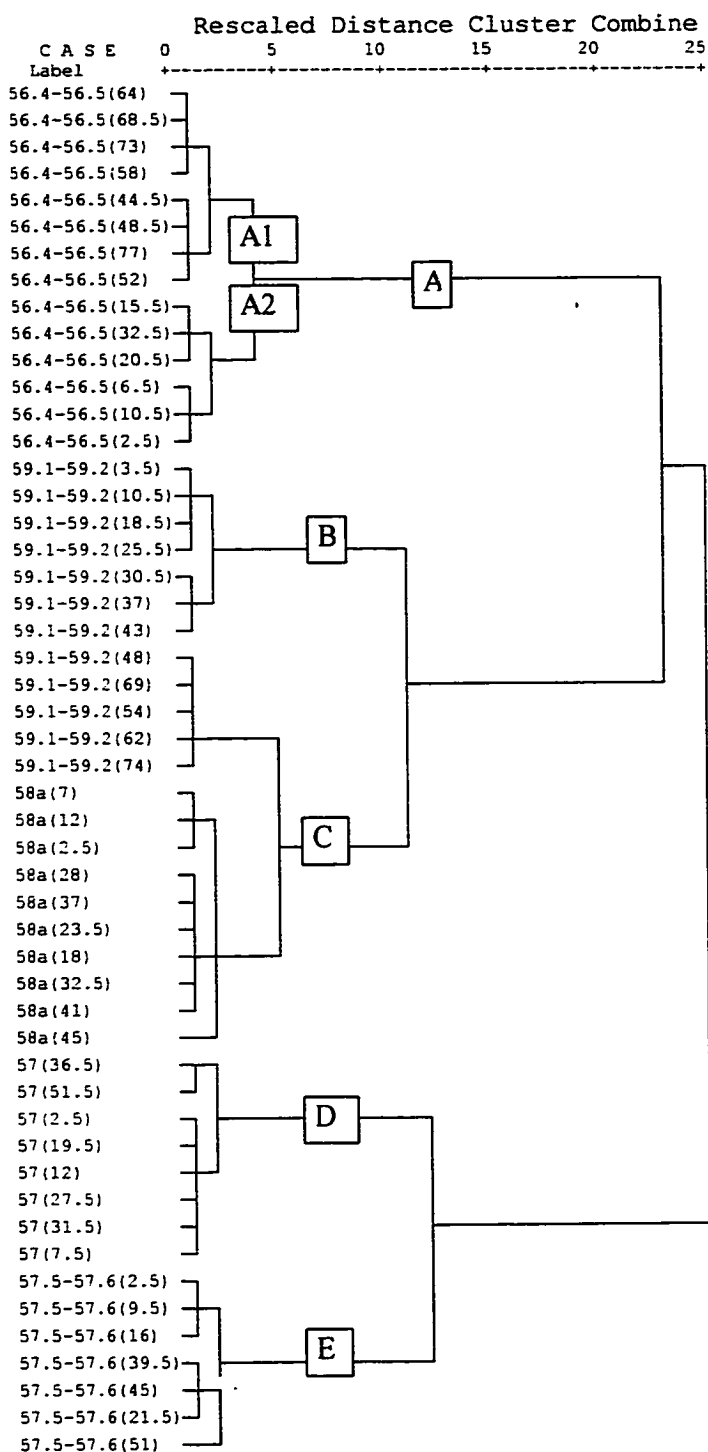 Rescaled Distance Cluster Combine
C A S E 0 5 10 15 20 25
Label +---------+---------+---------+---------+---------+
56.4-56.5(64)
56.4-56.5(68.5)
56.4-56.5(73)
56.4-56.5(58)
56.4-56.5(44.5)
56.4-56.5(48.5)
A1
56.4-56.5(77)
56.4-56.5(52)
A
56.4-56.5(15.5)
A2
56.4-56.5(32.5)
56.4-56.5(20.5)
56.4-56.5(6.5)
56.4-56.5(10.5)
56.4-56.5(2.5)
59.1-59.2(3.5)
59.1-59.2(10.5)
59.1-59.2(18.5)
59.1-59.2(25.5)
B
59.1-59.2(30.5)
59.1-59.2(37)
59.1-59.2(43)
59.1-59.2(48)
59.1-59.2(69)
59.1-59.2(54)
59.1-59.2(62)
59.1-59.2(74)
58a(7)
58a(12)
58a(2.5)
C
58a(28)
58a(37)
58a(23.5)
58a(18)
58a(32.5)
58a(41)
58a(45)
57(36.5)
57(51.5)
57(2.5)
D
57(19.5)
57(12)
57(27.5)
57(31.5)
57(7.5)
57.5-57.6(2.5)
57.5-57.6(9.5)
57.5-57.6(16)
E
57.5-57.6(39.5)
57.5-57.6(45)
57.5-57.6(21.5)
57.5-57.6(51)